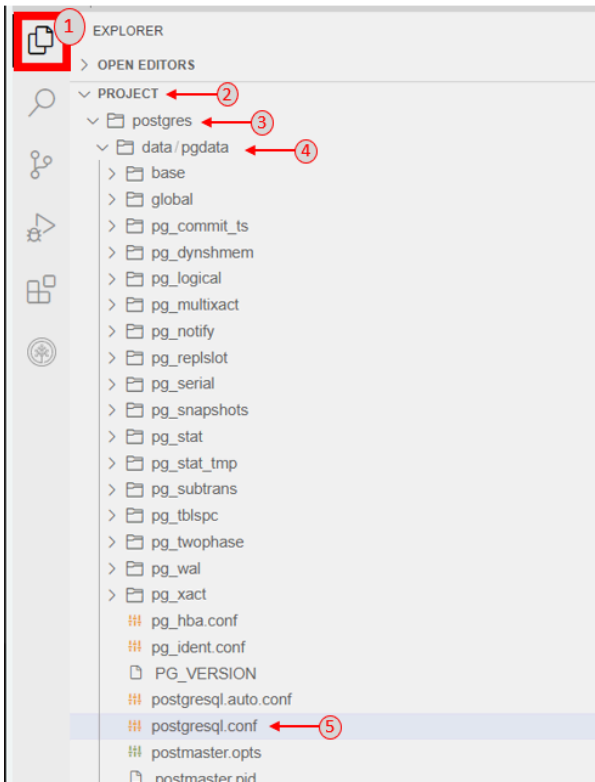 1
EXPLORER
OPEN EDITORS
PROJECT 2
postgres 3
data/pgdata 4
base
global
pg_commit_ts
pg_dynshmem
pg_logical
pg_multixact
pg_notify
pg_replslot
pg_serial
pg_snapshots
pg_stat
pg_stat_tmp
pg_subtrans
pg_tblspc
pg_twophase
pg_wal
pg_xact
pg_hba.conf
pg_ident.conf
PG_VERSION
postgresql.auto.conf
postgresql.conf 5
postmaster.opts
postmaster.pid